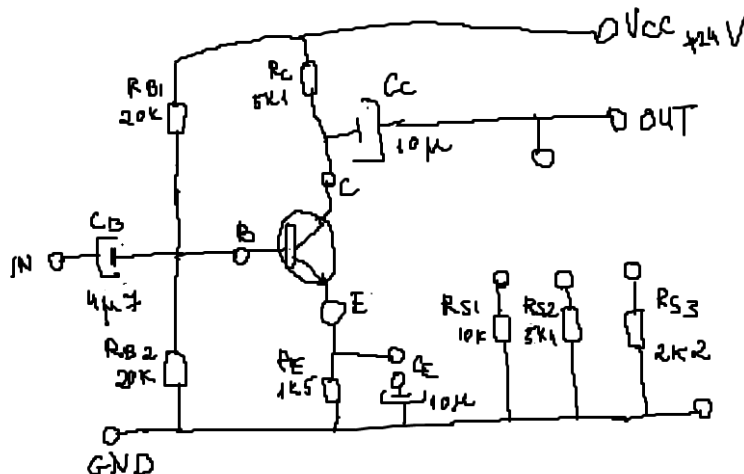 VCC +24V
RC
5K1
CC
10µ
OUT
RB1
20K
C
CB
IN
4µ7
B
E
RB2
20K
RE
1K5
CE
10µ
RS1
10K
RS2
5K1
RS3
2K2
GND